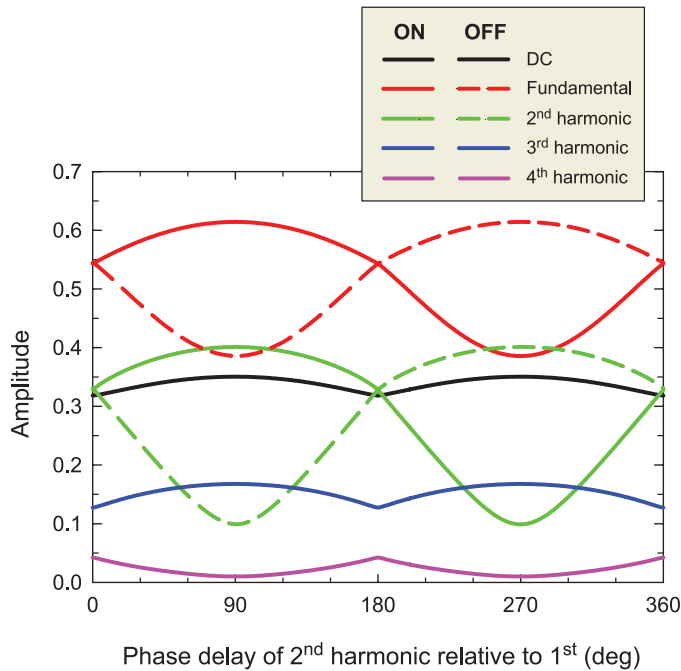 ON OFF
DC
Fundamental
2nd harmonic
3rd harmonic
4th harmonic
0.7
0.6
0.5
0.4
0.3
0.2
0.1
0.0
Amplitude
0 90 180 270 360
Phase delay of 2nd harmonic relative to 1st (deg)